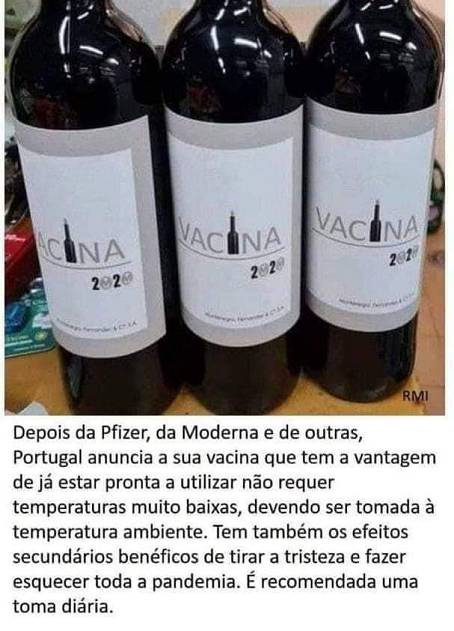 VACINA
2020
VACINA
2020
VACINA
2020
RMI
Depois da Pfizer, da Moderna e de outras,
Portugal anuncia a sua vacina que tem a vantagem
de já estar pronta a utilizar não requer
temperaturas muito baixas, devendo ser tomada à
temperatura ambiente. Tem também os efeitos
secundários benéficos de tirar a tristeza e fazer
esquecer toda a pandemia. É recomendada uma
toma diária.